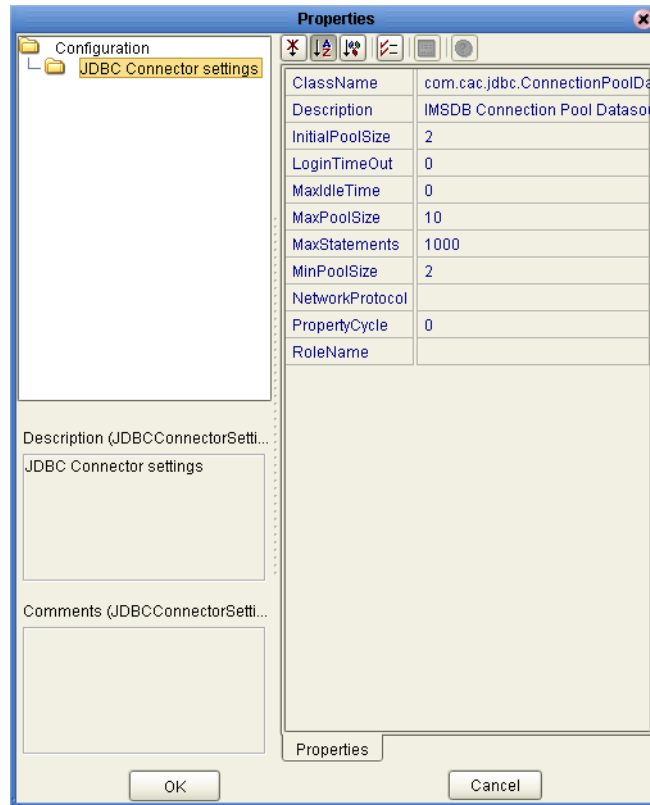 Properties
Configuration
JDBC Connector settings
ClassName com.cac.jdbc.ConnectionPoolDa
Description IMSDB Connection Pool Dataso
InitialPoolSize 2
LoginTimeOut 0
MaxIdleTime 0
MaxPoolSize 10
MaxStatements 1000
MinPoolSize 2
NetworkProtocol
PropertyCycle 0
RoleName
Description (JDBCConnectorSetti...
JDBC Connector settings
Comments (JDBCConnectorSetti...
Properties
OK Cancel